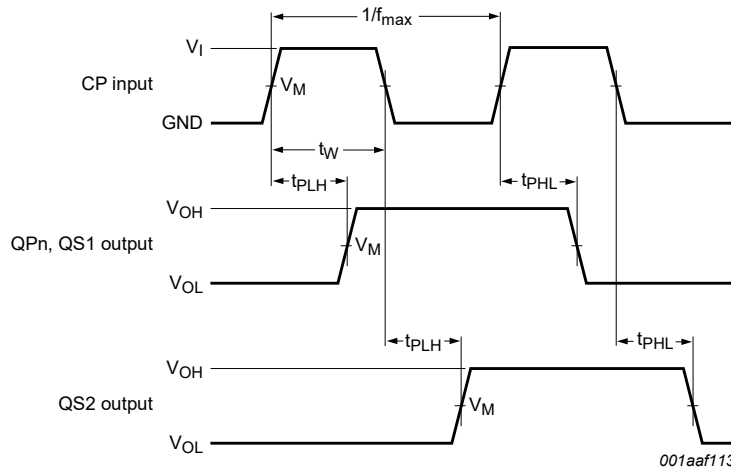 1/fmax
VI
CP input
VM
GND
tW
tPLH
tPHL
VOH
QPn, QS1 output
VM
VOL
tPLH
tPHL
VOH
QS2 output
VM
VOL
001aaf113